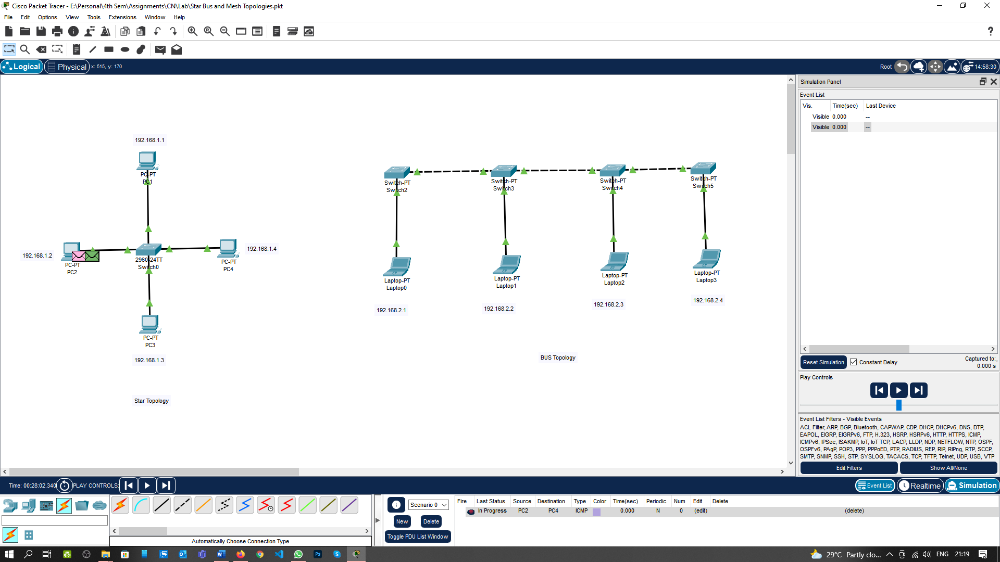 Cisco Packet Tracer - E:\Personal\4th Sem\Assignments\CN\Lab\Star Bus and Mesh Topologies.pkt
File Edit Options View Tools Extensions Window Help
Logical Physical x: 515, y: 170 Root 14:58:30
Simulation Panel
Event List
Vis. Time(sec) Last Device
Visible 0.000 --
Visible 0.000 --
192.168.1.1
PC-PT
PC1
192.168.1.2
PC-PT
PC2
2960-24TT
Switch0
PC-PT
PC4
192.168.1.4
PC-PT
PC3
192.168.1.3
Star Topology
Switch-PT
Switch2
Switch-PT
Switch3
Switch-PT
Switch4
Switch-PT
Switch5
Laptop-PT
Laptop0
Laptop-PT
Laptop1
Laptop-PT
Laptop2
Laptop-PT
Laptop3
192.168.2.1
192.168.2.2
192.168.2.3
192.168.2.4
BUS Topology
Reset Simulation Constant Delay Captured to:
0.000 s
Play Controls
Event List Filters - Visible Events
ACL Filter, ARP, BGP, Bluetooth, CAPWAP, CDP, DHCP, DHCPv6, DNS, DTP,
EAPOL, EIGRP, EIGRPv6, FTP, H.323, HSRP, HSRPv6, HTTP, HTTPS, ICMP,
ICMPv6, IPSec, ISAKMP, IoT, IoT TCP, LACP, LLDP, NDP, NETFLOW, NTP, OSPF,
OSPFv6, PAgP, POP3, PPP, PPPoED, PTP, RADIUS, REP, RIP, RIPng, RTP, SCCP,
SMTP, SNMP, SSH, STP, SYSLOG, TACACS, TCP, TFTP, Telnet, UDP, USB, VTP
Edit Filters Show All/None
Time: 00:28:02.340 PLAY CONTROLS: Event List Realtime Simulation
Scenario 0
New Delete
Toggle PDU List Window
Fire Last Status Source Destination Type Color Time(sec) Periodic Num Edit Delete
In Progress PC2 PC4 ICMP 0.000 N 0 (edit) (delete)
Automatically Choose Connection Type
29°C Partly clo... ENG 21:19